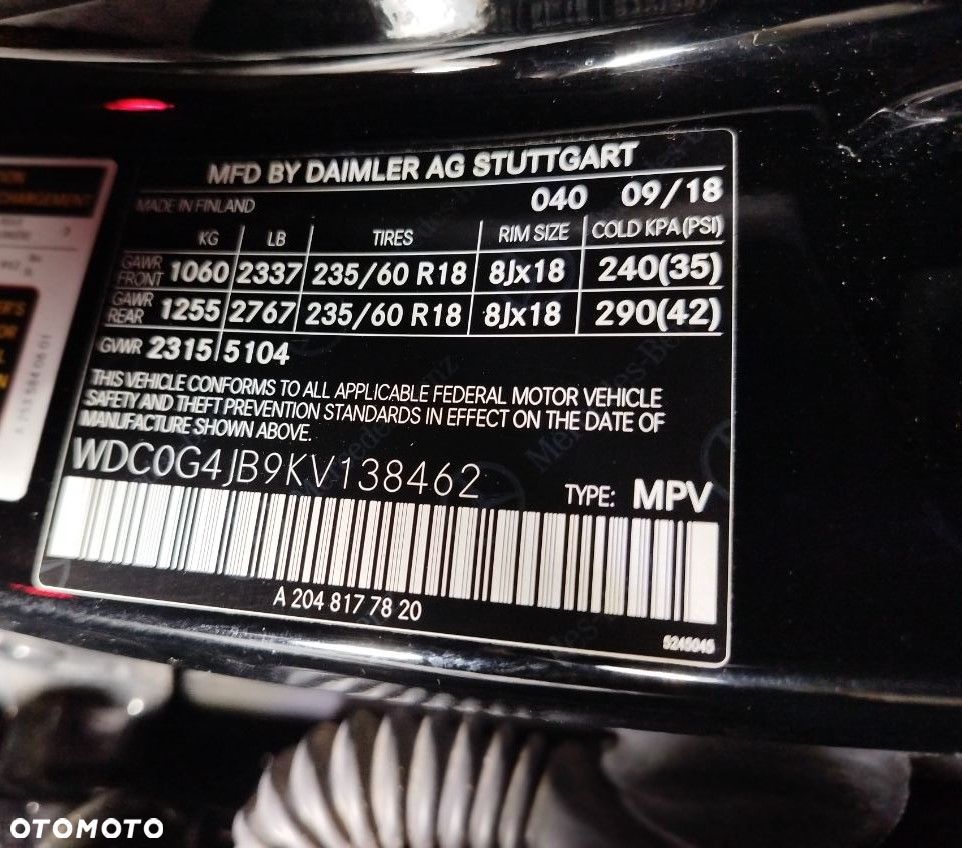 MFD BY DAIMLER AG STUTTGART
MADE IN FINLAND 040 09/18
KG LB TIRES RIM SIZE COLD KPA(PSI)
GAWR FRONT 1060 2337 235/60 R18 8Jx18 240(35)
GAWR REAR 1255 2767 235/60 R18 8Jx18 290(42)
GVWR 2315 5104
THIS VEHICLE CONFORMS TO ALL APPLICABLE FEDERAL MOTOR VEHICLE
SAFETY AND THEFT PREVENTION STANDARDS IN EFFECT ON THE DATE OF
MANUFACTURE SHOWN ABOVE.
WDC0G4JB9KV138462
TYPE: MPV
A 204 817 78 20
5245045
OTOMOTO